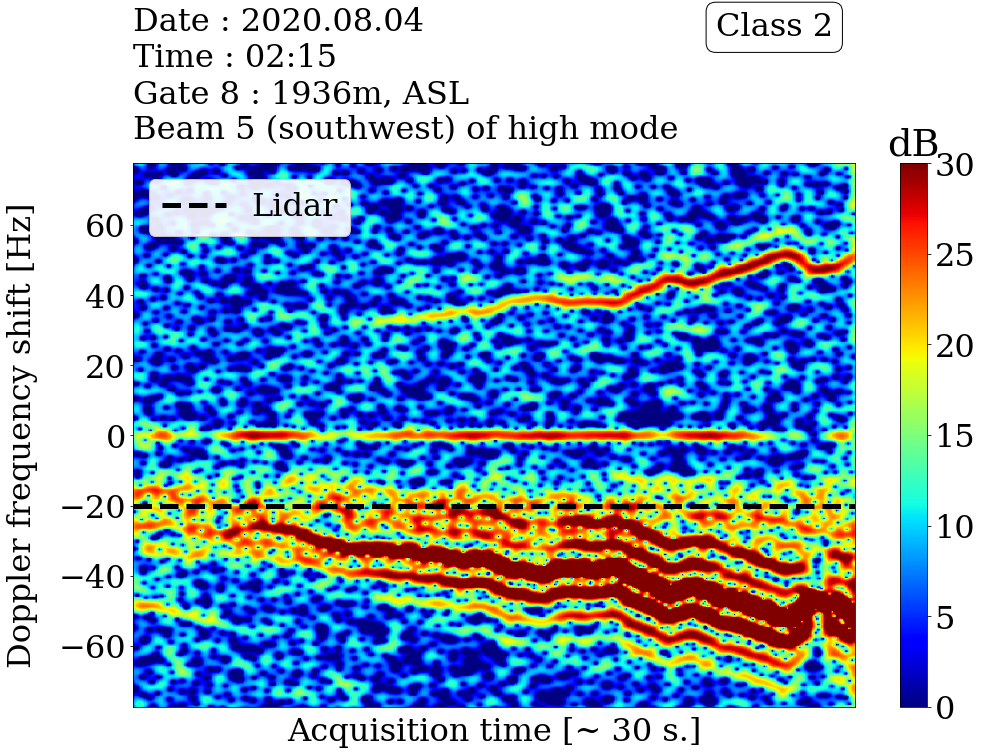 Date : 2020.08.04
Time : 02:15
Gate 8 : 1936m, ASL
Beam 5 (southwest) of high mode
Class 2
dB
Lidar
Doppler frequency shift [Hz]
60
40
20
0
−20
−40
−60
Acquisition time [~ 30 s.]
30
25
20
15
10
5
0